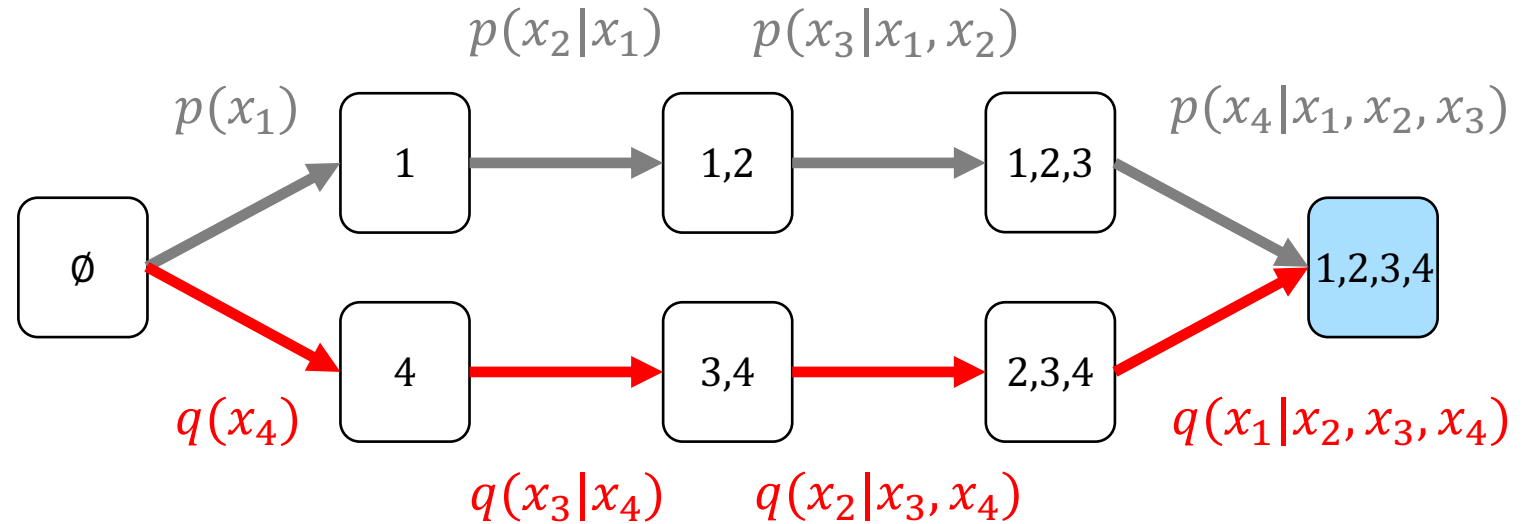 p(x₂|x₁) p(x₃|x₁, x₂)
p(x₁) p(x₄|x₁, x₂, x₃)
1 1,2 1,2,3
∅ 1,2,3,4
4 3,4 2,3,4
q(x₄) q(x₁|x₂, x₃, x₄)
q(x₃|x₄) q(x₂|x₃, x₄)